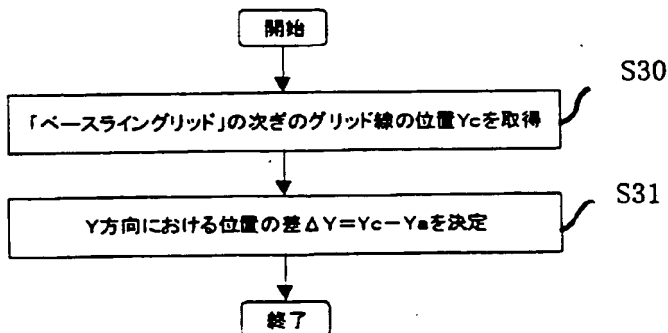 開始
S30
「ベースライングリッド」の次ぎのグリッド線の位置Ycを取得
S31
Y方向における位置の差ΔY=Yc-Yaを決定
終了